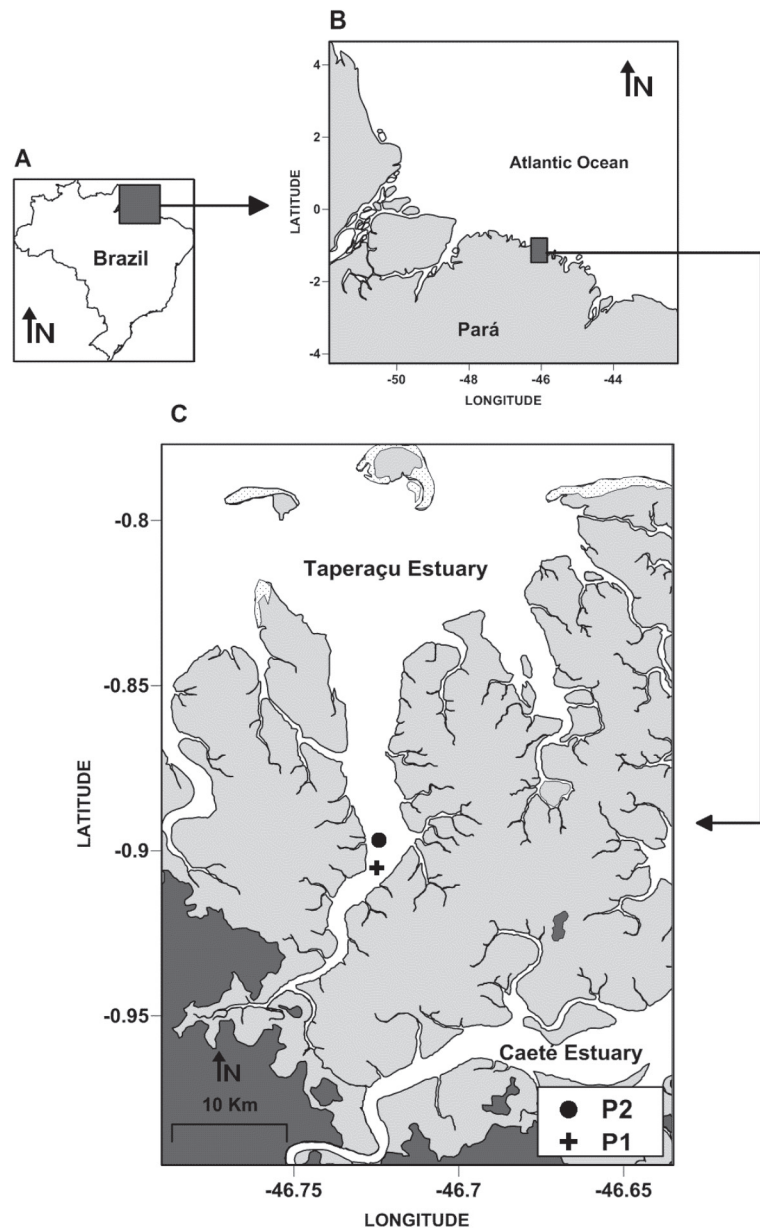 A
Brazil
N
B
4
2
0
-2
-4
LATITUDE
N
Atlantic Ocean
Pará
-50
-48
-46
-44
LONGITUDE
C
-0.8
-0.85
-0.9
-0.95
LATITUDE
Taperaçu Estuary
Caeté Estuary
N
10 Km
P2
P1
-46.75
-46.7
-46.65
LONGITUDE